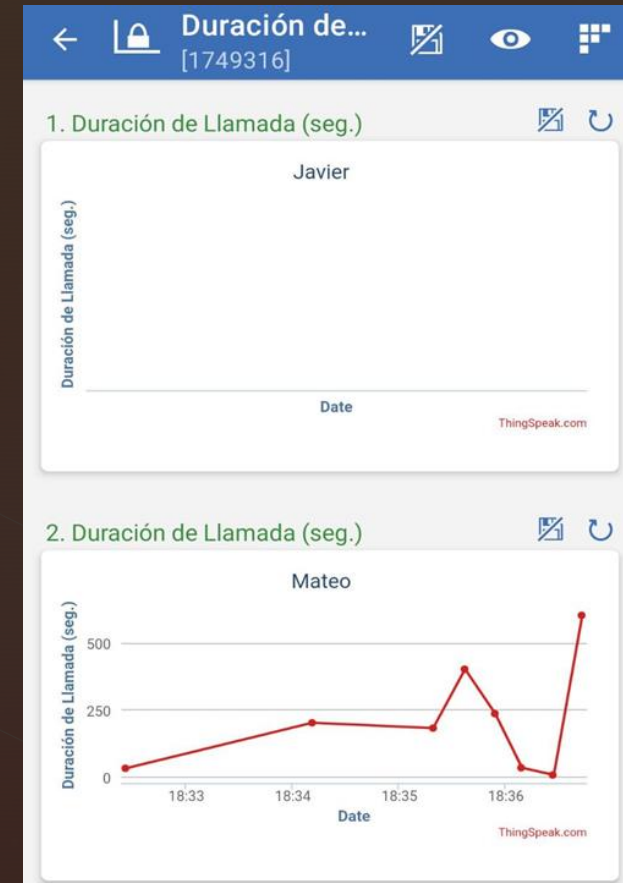 Duración de...
[1749316]
1. Duración de Llamada (seg.)
Javier
Duración de Llamada (seg.)
Date
ThingSpeak.com
2. Duración de Llamada (seg.)
Mateo
Duración de Llamada (seg.)
500
250
0
18:33 18:34 18:35 18:36
Date
ThingSpeak.com